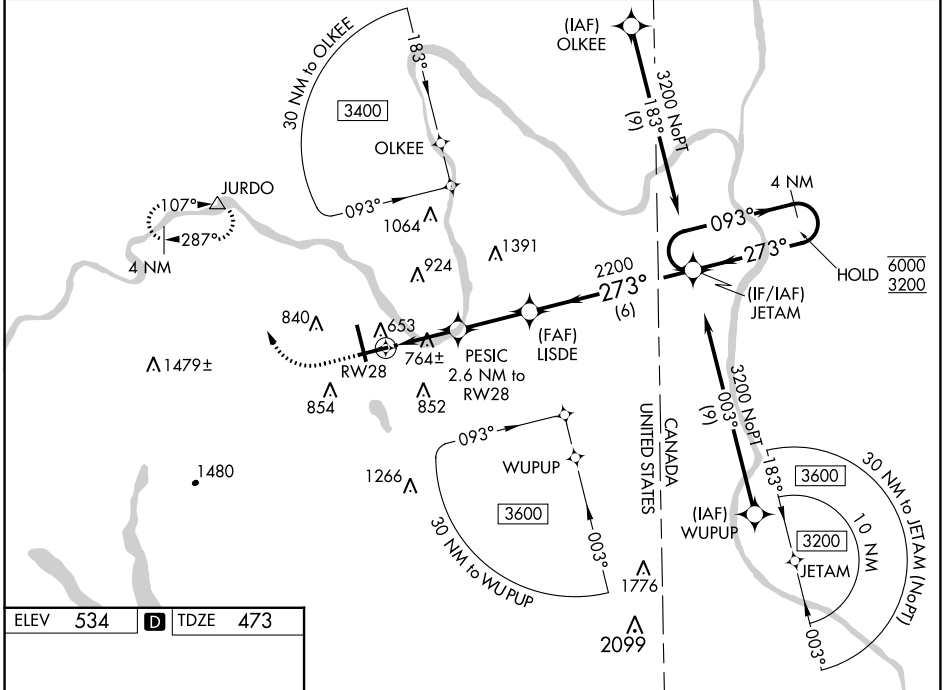 (IAF)
OLKEE
30 NM to OLKEE
183°
3400
OLKEE
093°
3200 NoPT
183°
(9)
JURDO
107°
287°
4 NM
1064
1391
924
4 NM
093°
273°
HOLD
6000
3200
2200
273°
(6)
(IF/IAF)
JETAM
(FAF)
LISDE
840
653
764±
PESIC
2.6 NM to
RW28
RW28
1479±
854
852
3200 NoPT
003°
(9)
CANADA
UNITED STATES
093°
WUPUP
1266
3600
003°
30 NM to WUPUP
1480
(IAF)
WUPUP
183°
3600
30 NM to JETAM (NoPT)
3200
10 NM
JETAM
003°
1776
2099
ELEV 534 D TDZE 473